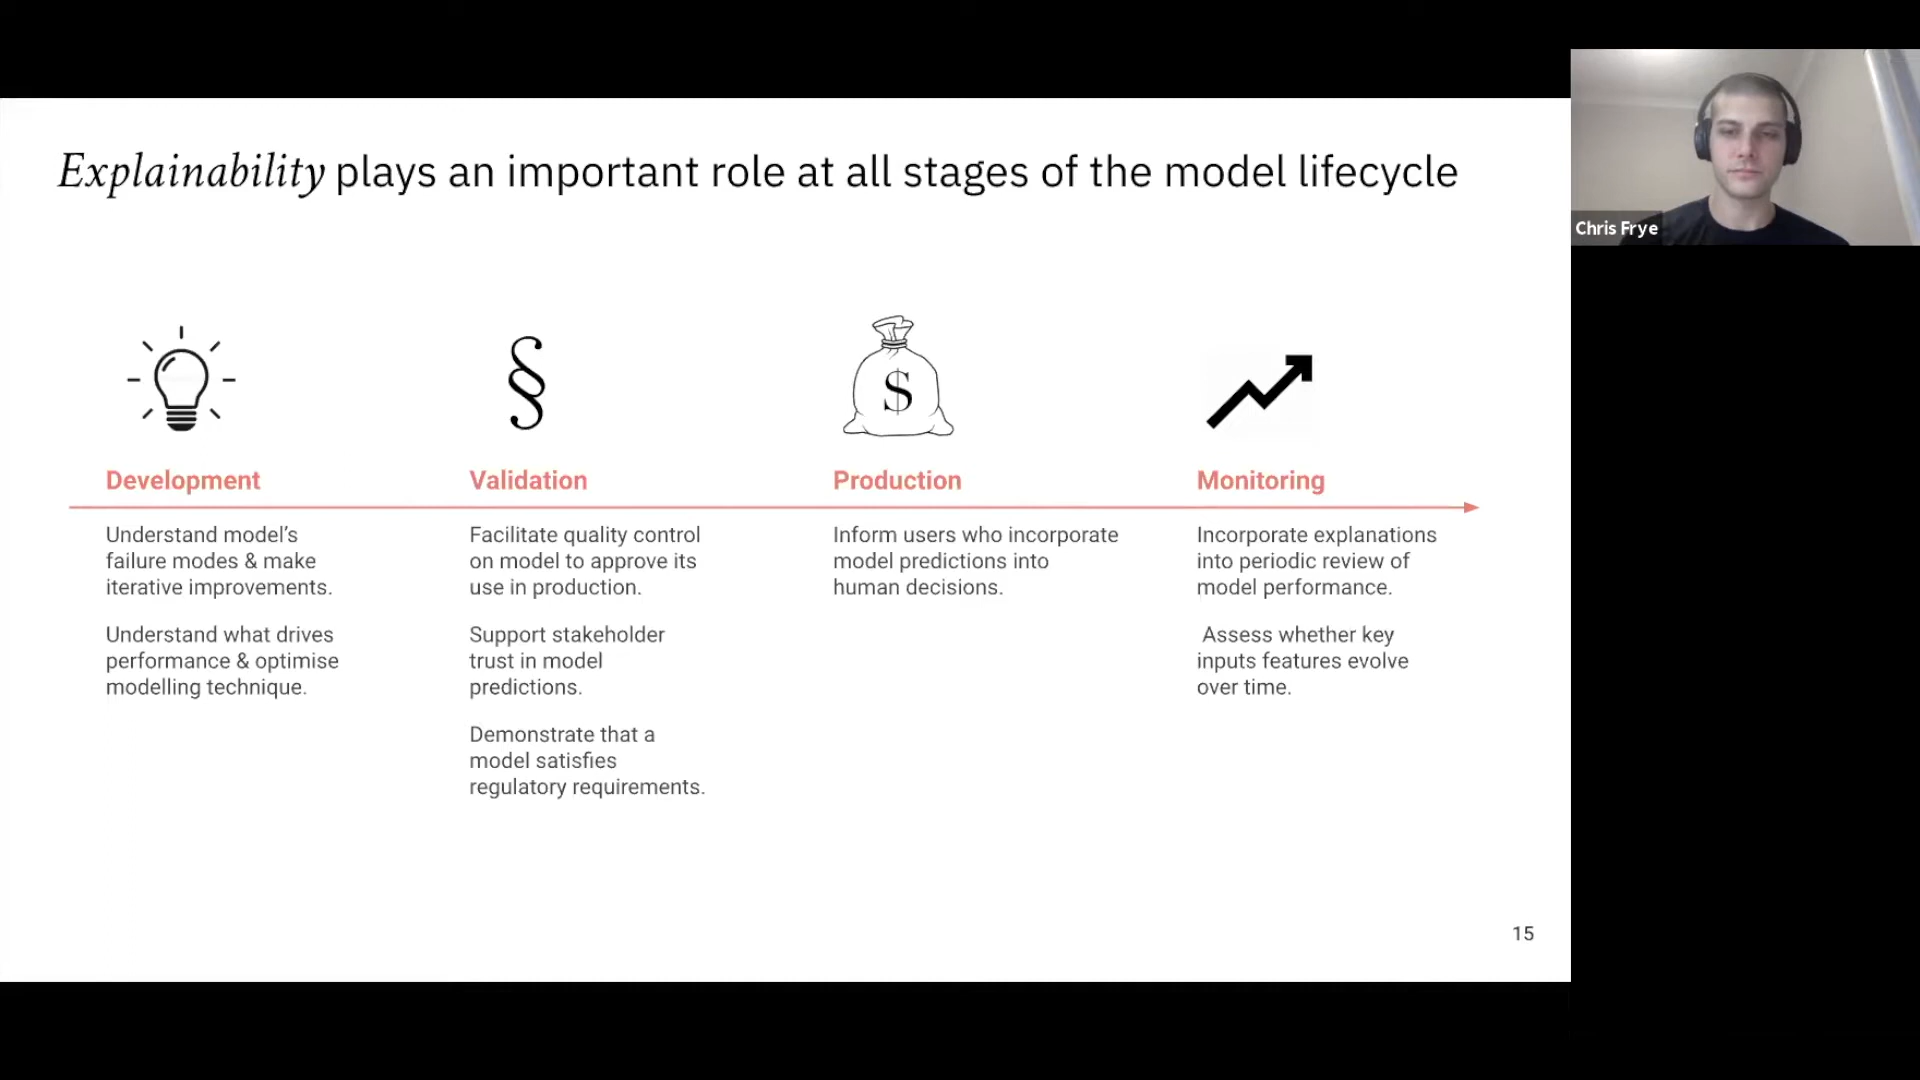 Explainability plays an important role at all stages of the model lifecycle
Chris Frye
§
$
Development
Understand model's
failure modes & make
iterative improvements.
Understand what drives
performance & optimise
modelling technique.
Validation
Facilitate quality control
on model to approve its
use in production.
Support stakeholder
trust in model
predictions.
Demonstrate that a
model satisfies
regulatory requirements.
Production
Inform users who incorporate
model predictions into
human decisions.
Monitoring
Incorporate explanations
into periodic review of
model performance.
Assess whether key
inputs features evolve
over time.
15